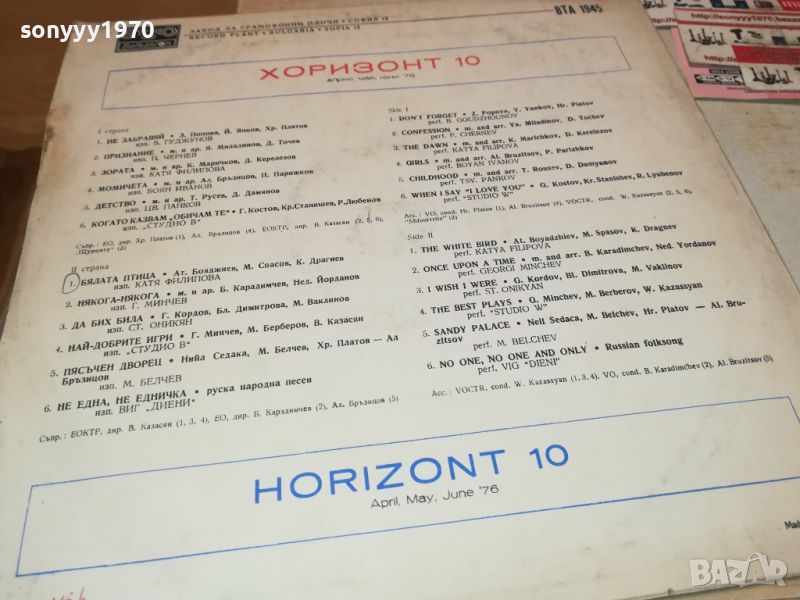 sonyyy1970
ЗАВОД ЗА ГРАМОФОННИ ПЛОЧИ • СОФИЯ 12
RECORD PLANT • BULGARIA • SOFIA 12
ВТА 1945
ХОРИЗОНТ 10
април, май, юни '76
I страна
1. НЕ ЗАБРАВЯЙ • З. Попова, Й. Янков, Хр. Платов
изп. Б. ГУДЖУНОВ
2. ПРИЗНАНИЕ • м. и ар. Я. Миладинов, Д. Точев
изп. П. ЧЕРНЕВ
3. ЗОРАТА • м. и ар. К. Маричков, Д. Керелезов
изп. КАТЯ ФИЛИПОВА
4. МОМИЧЕТА • м. и ар. Ал. Бръзицов, П. Парижков
изп. БОЯН ИВАНОВ
5. ДЕТСТВО • м. и ар. Т. Русев, Д. Дамянов
изп. ЦВ. ПАНКОВ
6. КОГАТО КАЗВАМ „ОБИЧАМ ТЕ" • Г. Костов, Кр. Станишев, Р. Любенов
изп. „СТУДИО В"
Съпр.: ЕО, дир. Хр. Платов (1), Ал. Бръзицов (4), ЕОКТР, дир. В. Казасян (2, 5, 6),
„Щурците" (3)
II страна
1. БЯЛАТА ПТИЦА • Ат. Бояджиев, М. Спасов, К. Драгнев
изп. КАТЯ ФИЛИПОВА
2. НЯКОГА-НЯКОГА • м. и ар. Б. Карадимчев, Нед. Йорданов
изп. Г. МИНЧЕВ
3. ДА БИХ БИЛА • Г. Кордов, Бл. Димитрова, М. Ваклинов
изп. СТ. ОНИКЯН
4. НАЙ-ДОБРИТЕ ИГРИ • Г. Минчев, М. Берберов, В. Казасян
изп. „СТУДИО В"
5. ПЯСЪЧЕН ДВОРЕЦ • Нийл Седака, М. Белчев, Хр. Платов — Ал
Бръзицов
изп. М. БЕЛЧЕВ
6. НЕ ЕДНА, НЕ ЕДНИЧКА • руска народна песен
изп. ВИГ „ДИЕНИ"
Съпр.: ЕОКТР, дир. В. Казасян (1, 3, 4), ЕО, дир. Б. Карадимчев (2), Ал. Бръзицов (5)
Side I
1. DON'T FORGET • Z. Popova, Y. Yankov, Hr. Platov
perf. B. GOUDZHOUNOV
2. CONFESSION • m. and arr. Ya. Miladinov, D. Tochev
perf. P. CHERNEV
3. THE DAWN • m. and arr. K. Marichkov, D. Kerelezov
perf. KATYA FILIPOVA
4. GIRLS • m. and arr. Al. Bruzitsov, P. Parizhkov
perf. BOYAN IVANOV
5. CHILDHOOD • m. and arr. T. Roussev, D. Damyanov
perf. TSV. PANKOV
6. WHEN I SAY "I LOVE YOU" • G. Kostov, Kr. Stanishev, R. Lyubenov
perf. "STUDIO W"
Acc.: VO, cond. Hr. Platov (1), Al. Bruzitsov (4), VOCTR, cond. W. Kazassyan (2, 5, 6),
"Shtourtsite" (3)
Side II
1. THE WHITE BIRD • At. Boyadzhiev, M. Spasov, K. Dragnev
perf. KATYA FILIPOVA
2. ONCE UPON A TIME • m. and arr. B. Karadimchev, Ned. Yordanov
perf. GEORGI MINCHEV
3. I WISH I WERE • G. Kordov, Bl. Dimitrova, M. Vaklinov
perf. ST. ONIKYAN
4. THE BEST PLAYS • G. Minchev, M. Berberov, W. Kazassyan
perf. "STUDIO W"
5. SANDY PALACE • Neil Sedaca, M. Belchev, Hr. Platov — Al. Bru-
zitsov
perf. M. BELCHEV
6. NO ONE, NO ONE AND ONLY • Russian folksong
perf. VIG "DIENI"
Acc.: VOCTR, cond. W. Kazassyan (1, 3, 4), VO, cond. B. Karadimchev (2), Al. Bruzitsov (5)
HORIZONT 10
April, May, June '76
Made
BAZAR